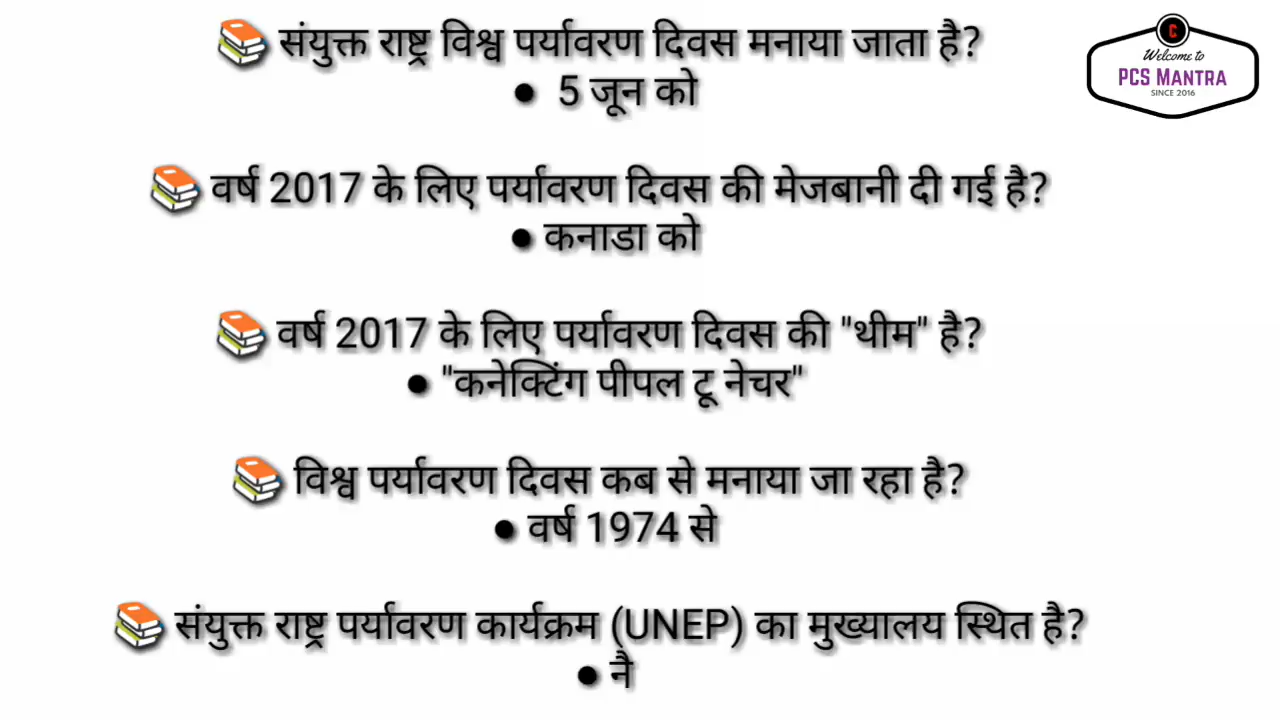 📚 संयुक्त राष्ट्र विश्व पर्यावरण दिवस मनाया जाता है?
● 5 जून को
📚 वर्ष 2017 के लिए पर्यावरण दिवस की मेजबानी दी गई है?
● कनाडा को
📚 वर्ष 2017 के लिए पर्यावरण दिवस की "थीम" है?
● "कनेक्टिंग पीपल टू नेचर"
📚 विश्व पर्यावरण दिवस कब से मनाया जा रहा है?
● वर्ष 1974 से
📚 संयुक्त राष्ट्र पर्यावरण कार्यक्रम (UNEP) का मुख्यालय स्थित है?
● नै
C
Welcome to
PCS MANTRA
SINCE 2016